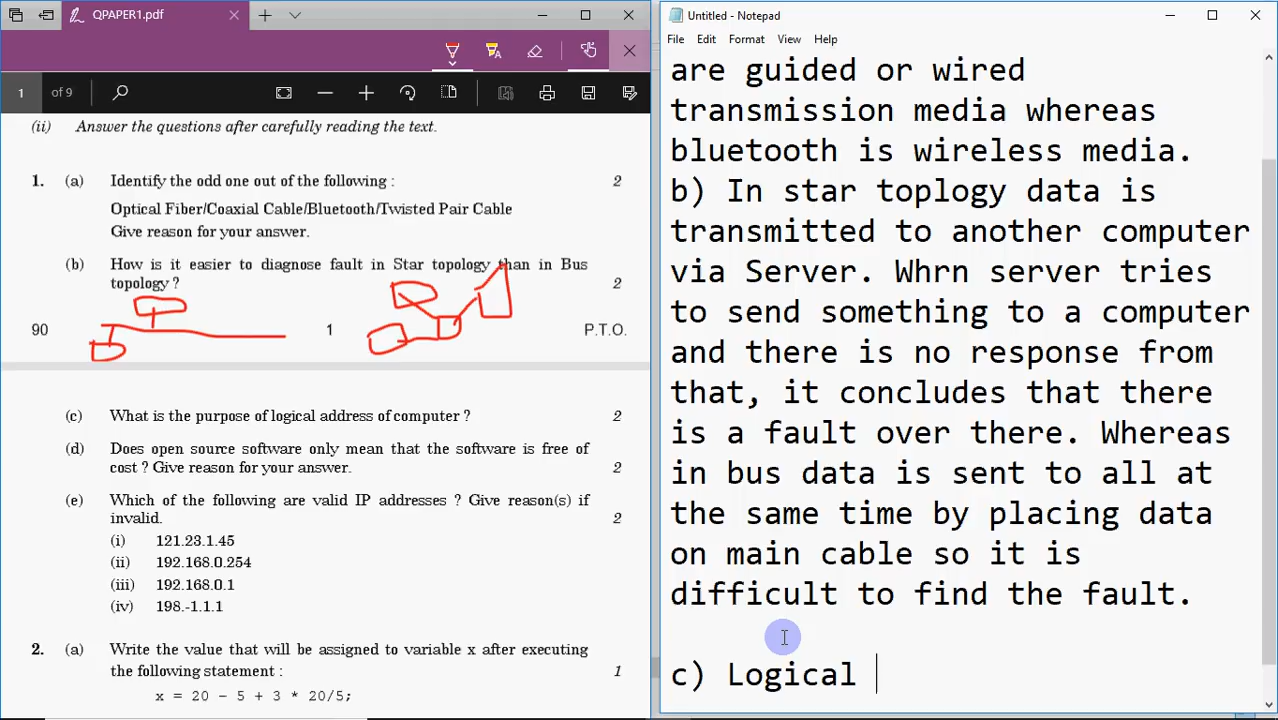 QPAPER1.pdf
1 of 9
(ii) Answer the questions after carefully reading the text.
1. (a) Identify the odd one out of the following : 2
Optical Fiber/Coaxial Cable/Bluetooth/Twisted Pair Cable
Give reason for your answer.
(b) How is it easier to diagnose fault in Star topology than in Bus
topology ? 2
90 1 P.T.O.
(c) What is the purpose of logical address of computer ? 2
(d) Does open source software only mean that the software is free of
cost ? Give reason for your answer. 2
(e) Which of the following are valid IP addresses ? Give reason(s) if
invalid. 2
(i) 121.23.1.45
(ii) 192.168.0.254
(iii) 192.168.0.1
(iv) 198.-1.1.1
2. (a) Write the value that will be assigned to variable x after executing
the following statement : 1
x = 20 - 5 + 3 * 20/5;
Untitled - Notepad
File Edit Format View Help
are guided or wired
transmission media whereas
bluetooth is wireless media.
b) In star toplogy data is
transmitted to another computer
via Server. Whrn server tries
to send something to a computer
and there is no response from
that, it concludes that there
is a fault over there. Whereas
in bus data is sent to all at
the same time by placing data
on main cable so it is
difficult to find the fault.
c) Logical